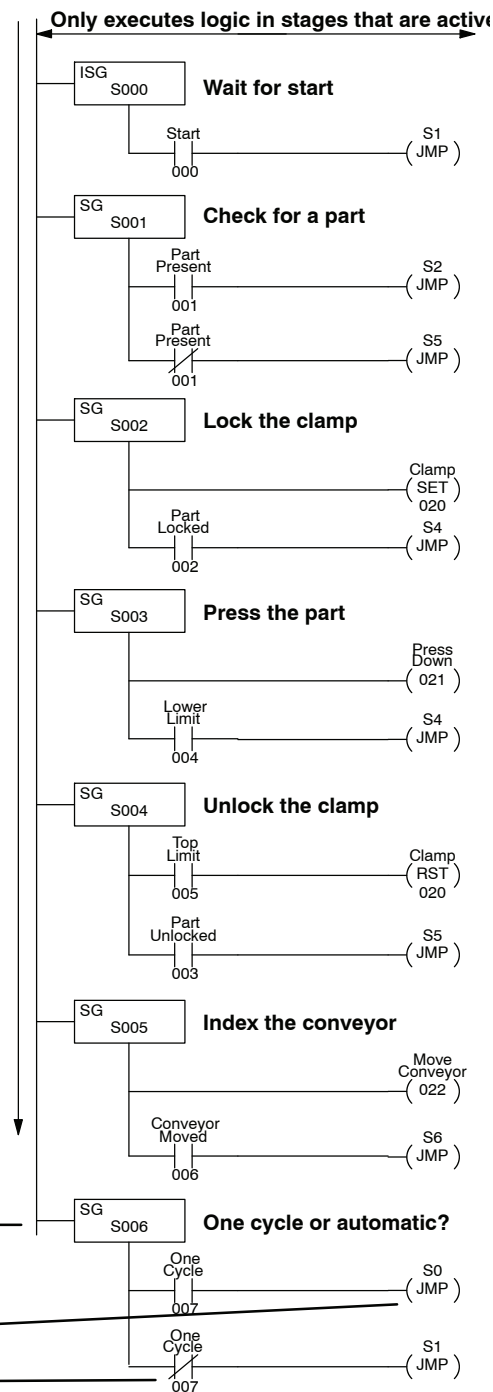 Only executes logic in stages that are active
ISG
S000
Wait for start
Start
000
S1
JMP
SG
S001
Check for a part
Part
Present
001
S2
JMP
Part
Present
001
S5
JMP
SG
S002
Lock the clamp
Clamp
SET
020
Part
Locked
002
S4
JMP
SG
S003
Press the part
Press
Down
021
Lower
Limit
004
S4
JMP
SG
S004
Unlock the clamp
Top
Limit
005
Clamp
RST
020
Part
Unlocked
003
S5
JMP
SG
S005
Index the conveyor
Move
Conveyor
022
Conveyor
Moved
006
S6
JMP
SG
S006
One cycle or automatic?
One
Cycle
007
S0
JMP
One
Cycle
007
S1
JMP